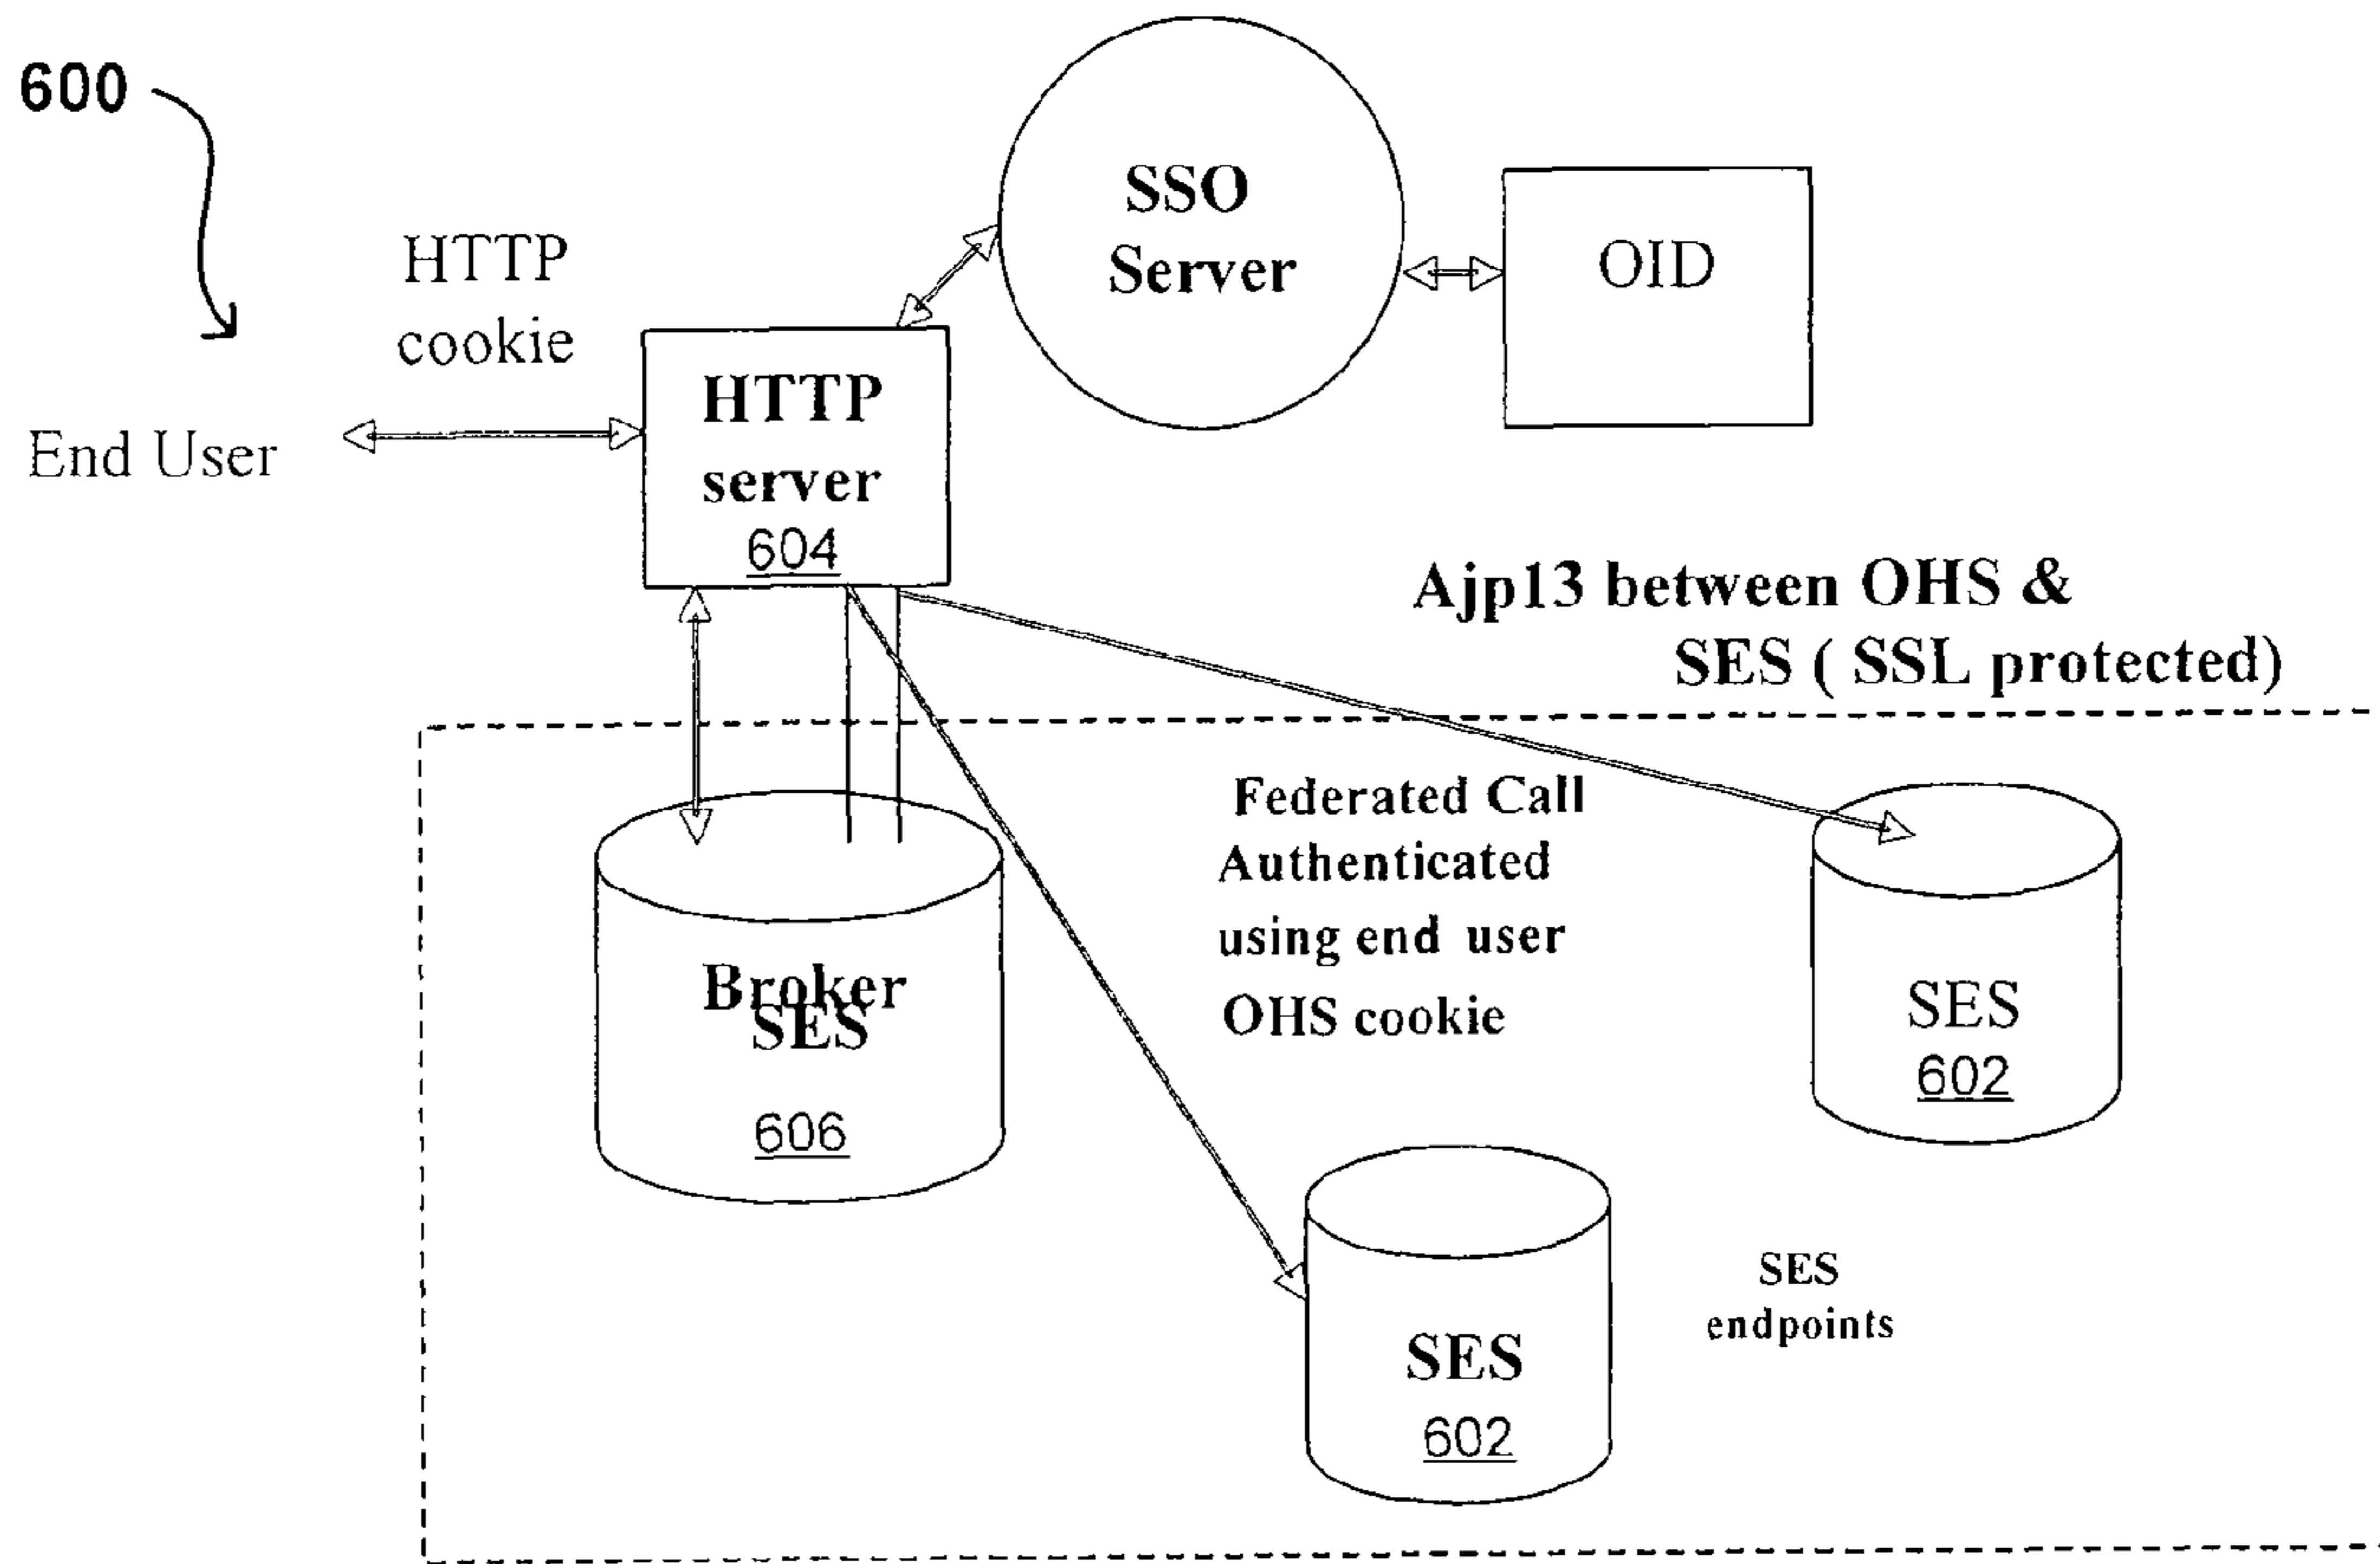 600
HTTP
cookie
End User
HTTP
server
604
SSO
Server
OID
Ajp13 between OHS &
SES ( SSL protected)
Federated Call
Authenticated
using end user
OHS cookie
Broker
SES
606
SES
602
SES
602
SES
endpoints